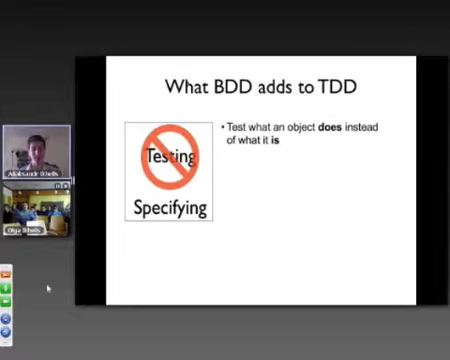 What BDD adds to TDD
Testing
Specifying
• Test what an object does instead
of what it is